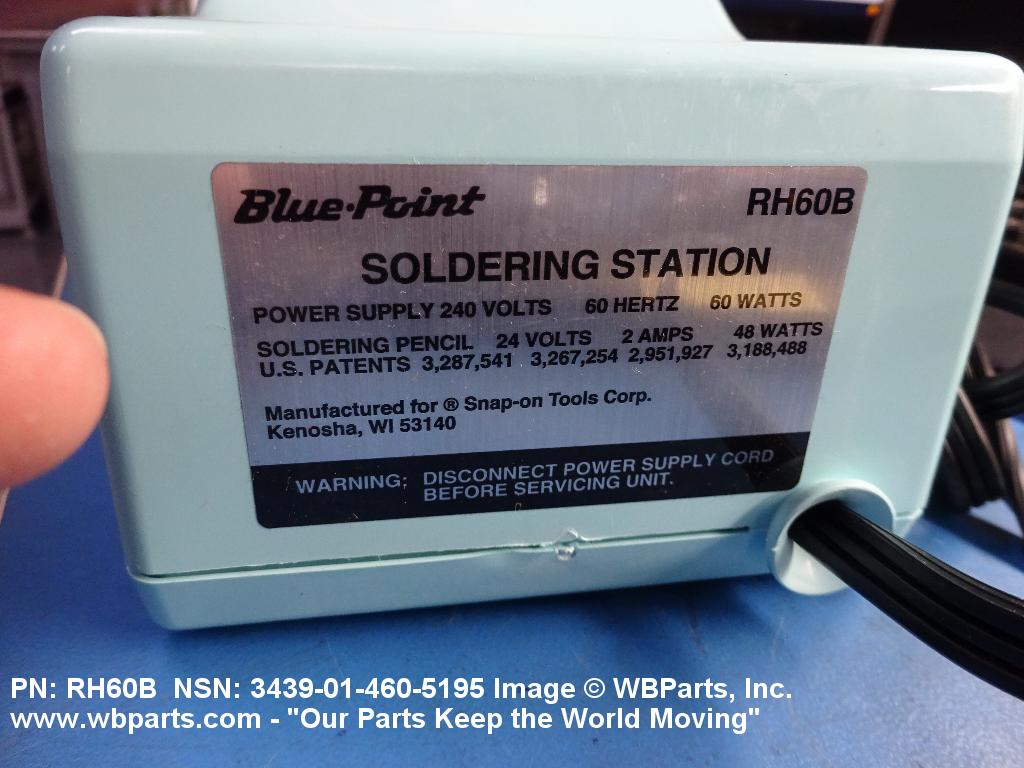 Blue-Point RH60B
SOLDERING STATION
POWER SUPPLY 240 VOLTS 60 HERTZ 60 WATTS
SOLDERING PENCIL 24 VOLTS 2 AMPS 48 WATTS
U.S. PATENTS 3,287,541 3,267,254 2,951,927 3,188,488
Manufactured for ® Snap-on Tools Corp.
Kenosha, WI 53140
WARNING: DISCONNECT POWER SUPPLY CORD
BEFORE SERVICING UNIT.
PN: RH60B NSN: 3439-01-460-5195 Image © WBParts, Inc.
www.wbparts.com - "Our Parts Keep the World Moving"